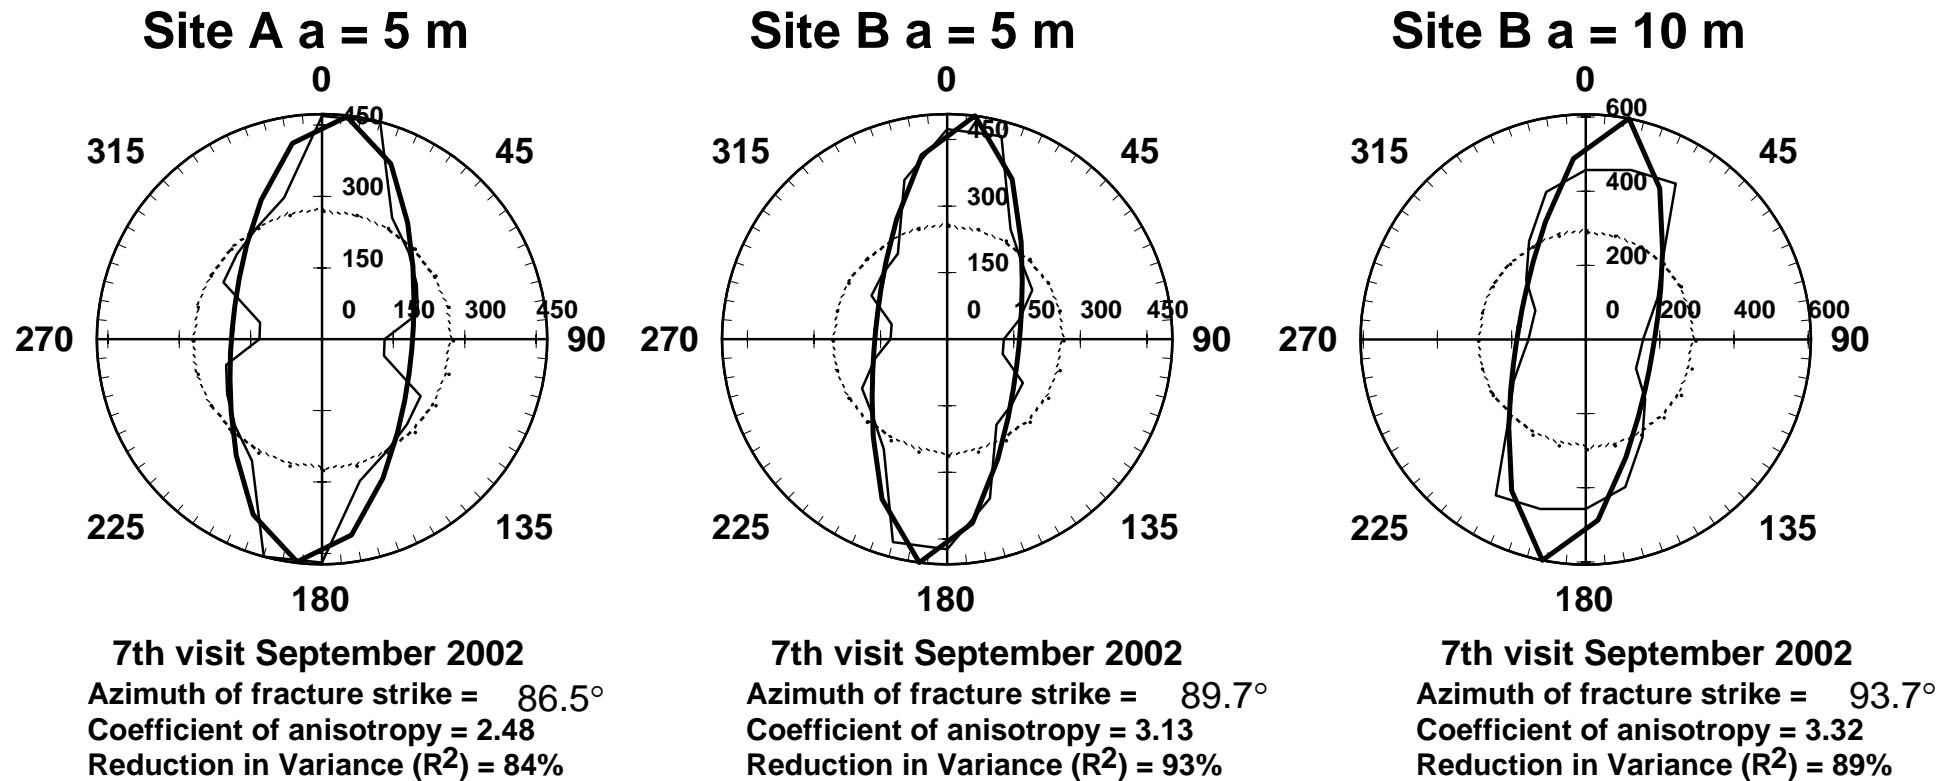 Site A a = 5 m
0
450
315
45
300
150
0 150 300 450
270
90
225
135
180
7th visit September 2002
Azimuth of fracture strike = 86.5°
Coefficient of anisotropy = 2.48
Reduction in Variance (R2) = 84%
Site B a = 5 m
0
450
315
45
300
150
0 150 300 450
270
90
225
135
180
7th visit September 2002
Azimuth of fracture strike = 89.7°
Coefficient of anisotropy = 3.13
Reduction in Variance (R2) = 93%
Site B a = 10 m
0
600
315
45
400
200
0 200 400 600
270
90
225
135
180
7th visit September 2002
Azimuth of fracture strike = 93.7°
Coefficient of anisotropy = 3.32
Reduction in Variance (R2) = 89%